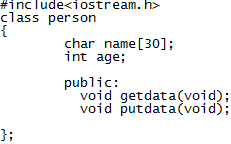 #include<iostream.h>
class person
{
char name[30];
int age;
public:
void getdata(void);
void putdata(void);
};